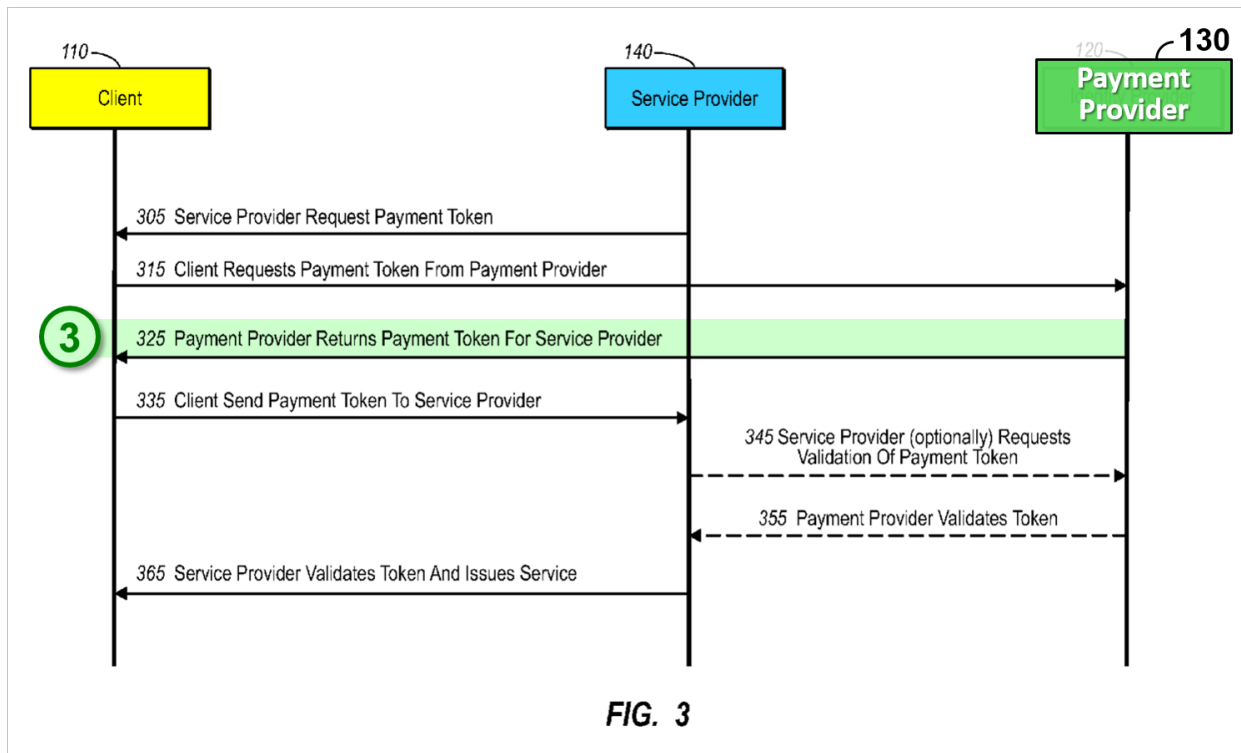 110
140
120
130
Client
Service Provider
Payment
Provider
305 Service Provider Request Payment Token
315 Client Requests Payment Token From Payment Provider
3
325 Payment Provider Returns Payment Token For Service Provider
335 Client Send Payment Token To Service Provider
345 Service Provider (optionally) Requests
Validation Of Payment Token
355 Payment Provider Validates Token
365 Service Provider Validates Token And Issues Service
FIG. 3